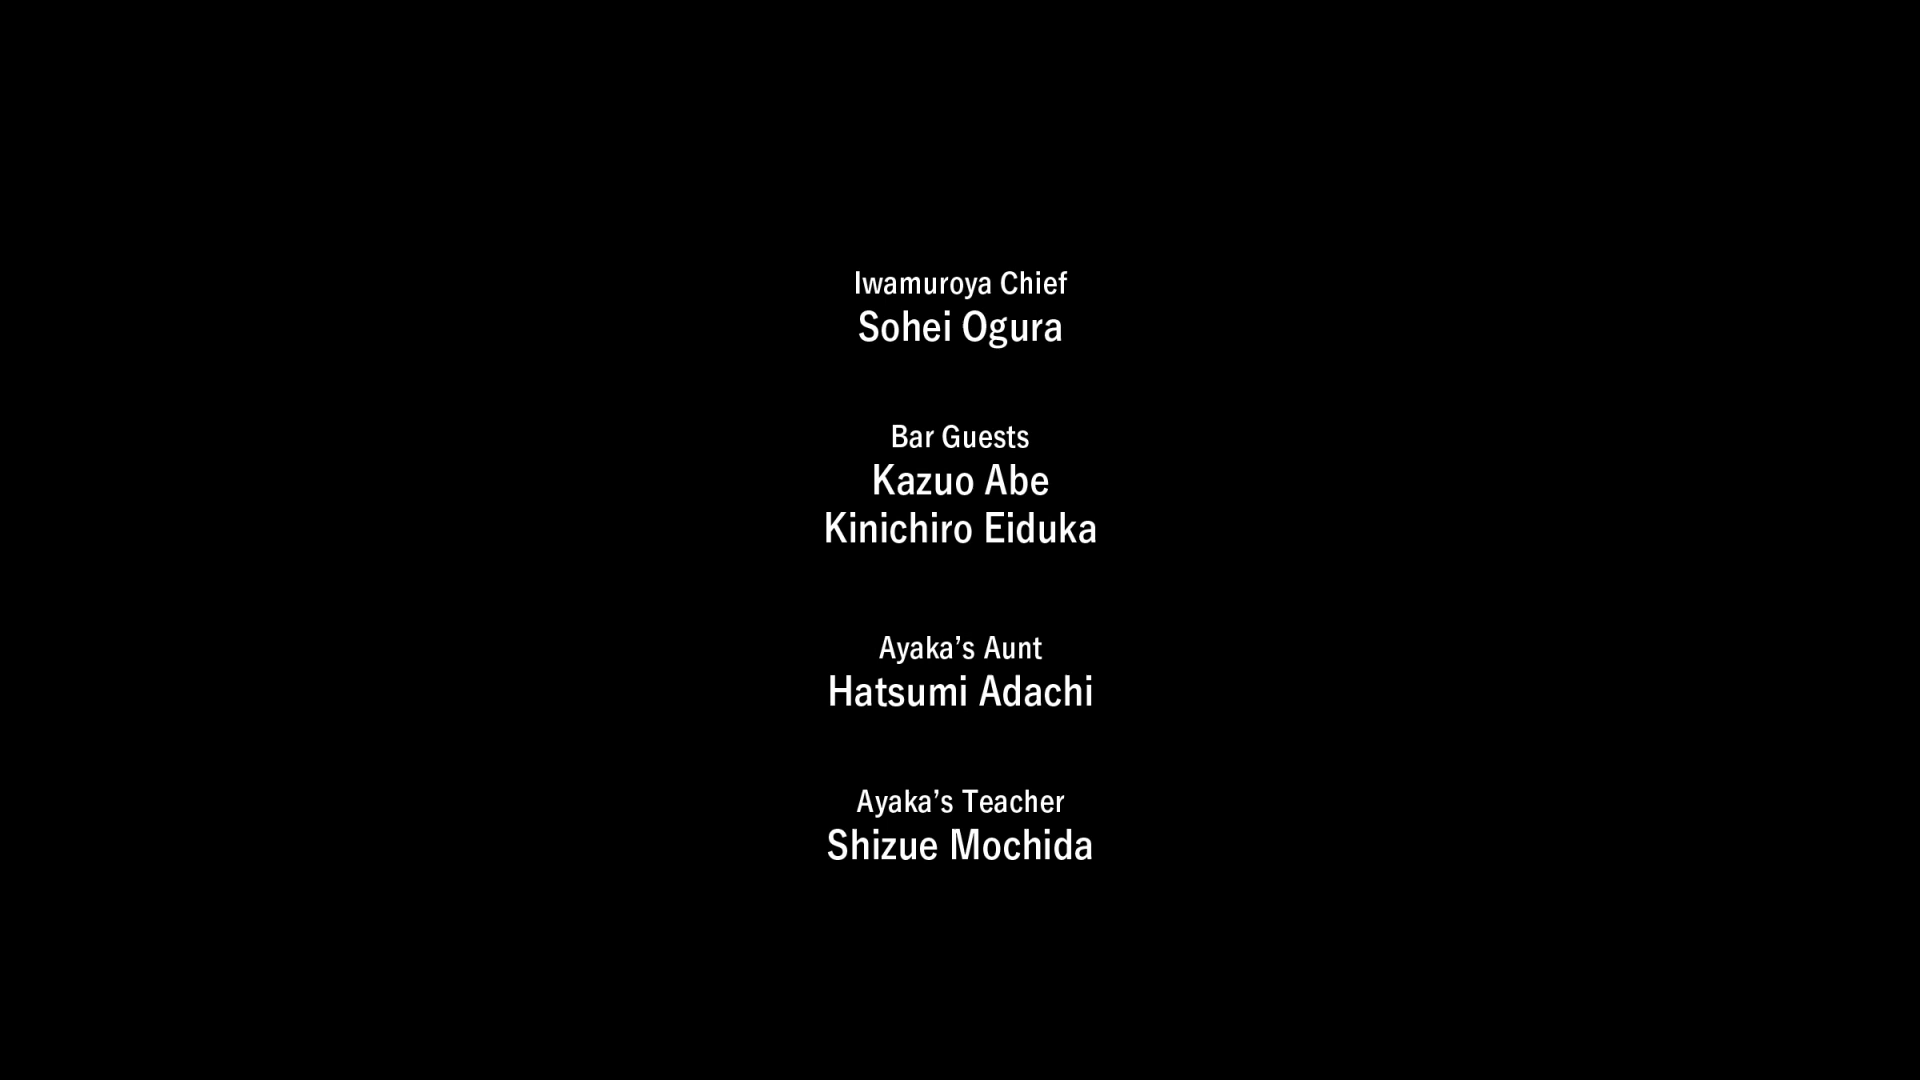 Iwamuroya Chief
Sohei Ogura
Bar Guests
Kazuo Abe
Kinichiro Eiduka
Ayaka’s Aunt
Hatsumi Adachi
Ayaka’s Teacher
Shizue Mochida